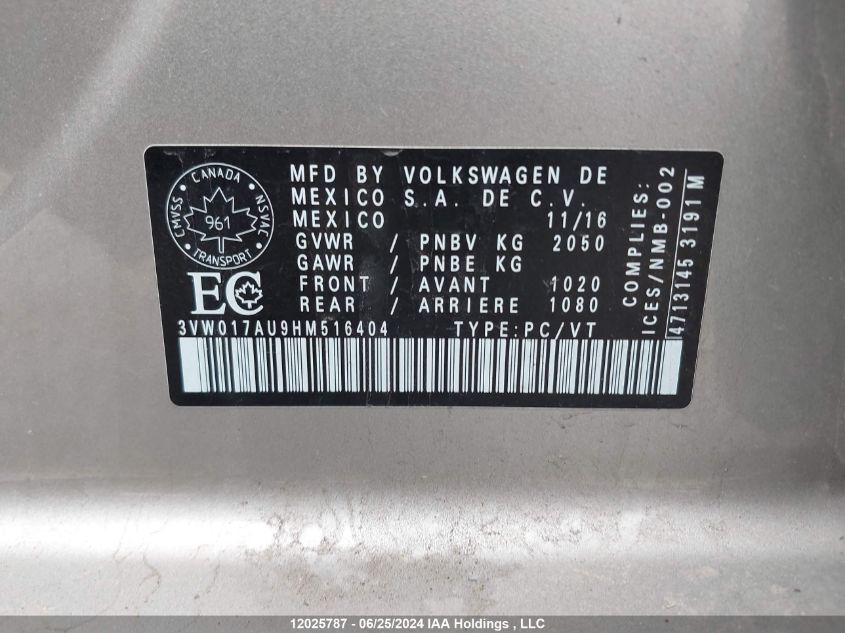 CANADA
CMVSS
NSVAC
961
TRANSPORT
EC
MFD BY VOLKSWAGEN DE
MEXICO S.A. DE C.V.
MEXICO 11/16
GVWR / PNBV KG 2050
GAWR / PNBE KG
FRONT / AVANT 1020
REAR / ARRIERE 1080
3VW017AU9HM516404 TYPE:PC/VT
COMPLIES:
ICES/NMB-002
4713145 3191 M
12025787 - 06/25/2024 IAA Holdings , LLC